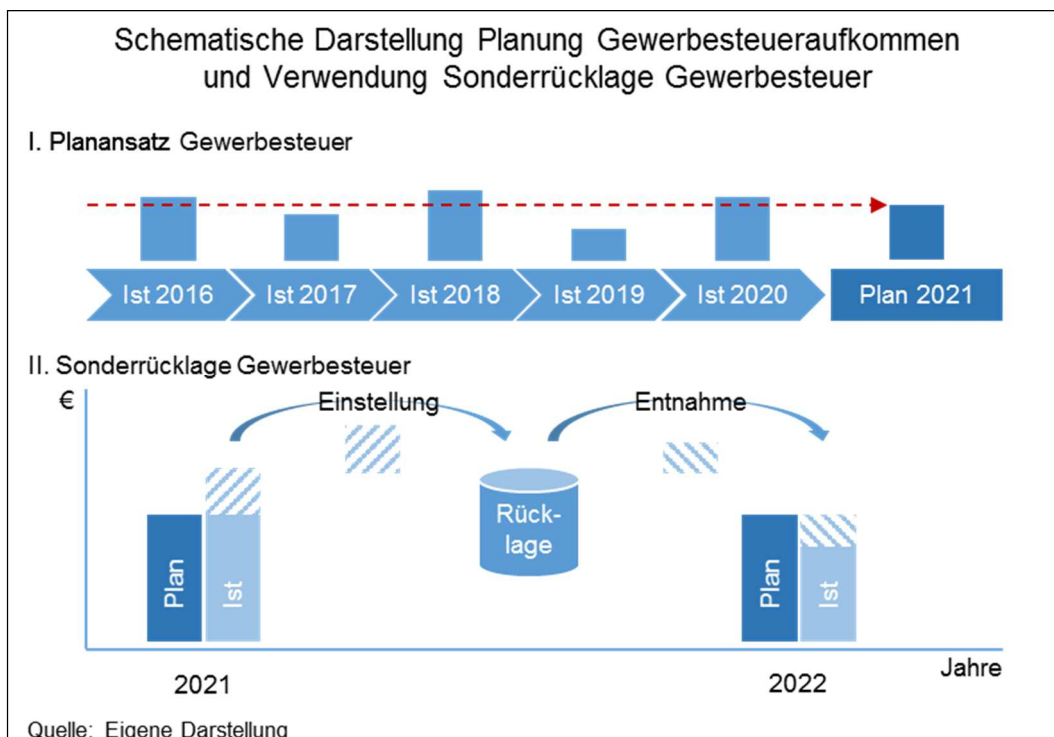 Schematische Darstellung Planung Gewerbesteueraufkommen
und Verwendung Sonderrücklage Gewerbesteuer
I. Planansatz Gewerbesteuer
Ist 2016
Ist 2017
Ist 2018
Ist 2019
Ist 2020
Plan 2021
II. Sonderrücklage Gewerbesteuer
€
Einstellung
Entnahme
Rück-
lage
Plan
Ist
Plan
Ist
Jahre
2021
2022
Quelle: Eigene Darstellung